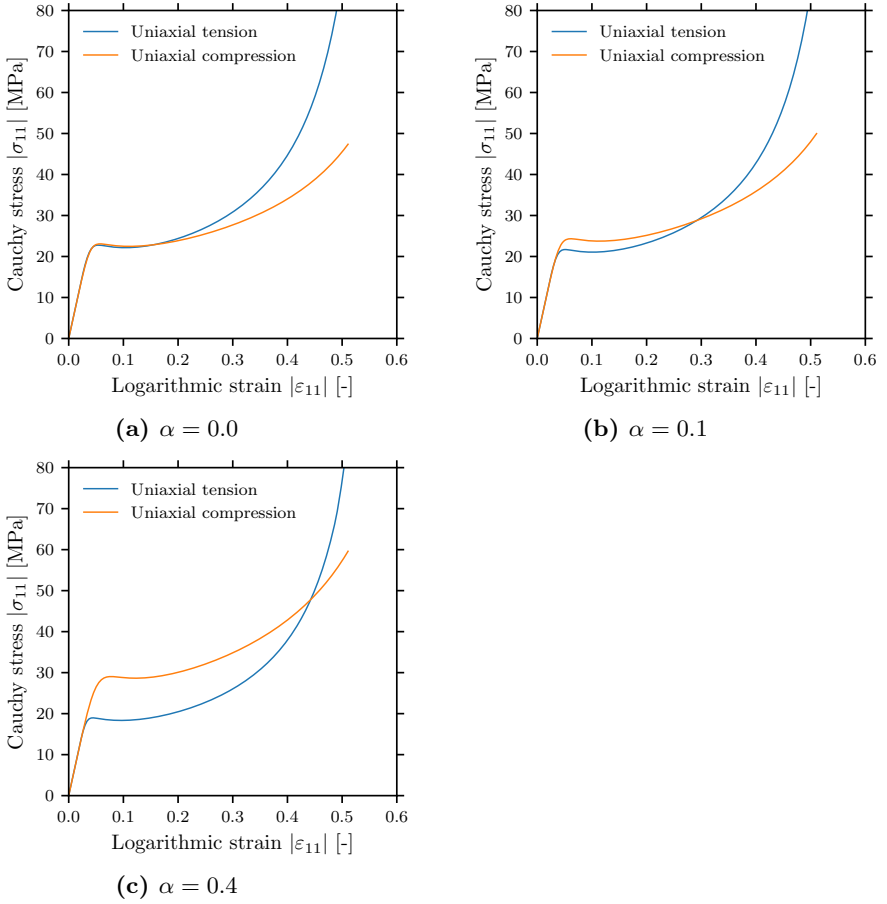 80
70
60
50
40
30
20
10
0
Cauchy stress |σ₁₁| [MPa]
Uniaxial tension
Uniaxial compression
0.0 0.1 0.2 0.3 0.4 0.5 0.6
Logarithmic strain |ε₁₁| [-]
(a) α = 0.0
80
70
60
50
40
30
20
10
0
Cauchy stress |σ₁₁| [MPa]
Uniaxial tension
Uniaxial compression
0.0 0.1 0.2 0.3 0.4 0.5 0.6
Logarithmic strain |ε₁₁| [-]
(b) α = 0.1
80
70
60
50
40
30
20
10
0
Cauchy stress |σ₁₁| [MPa]
Uniaxial tension
Uniaxial compression
0.0 0.1 0.2 0.3 0.4 0.5 0.6
Logarithmic strain |ε₁₁| [-]
(c) α = 0.4